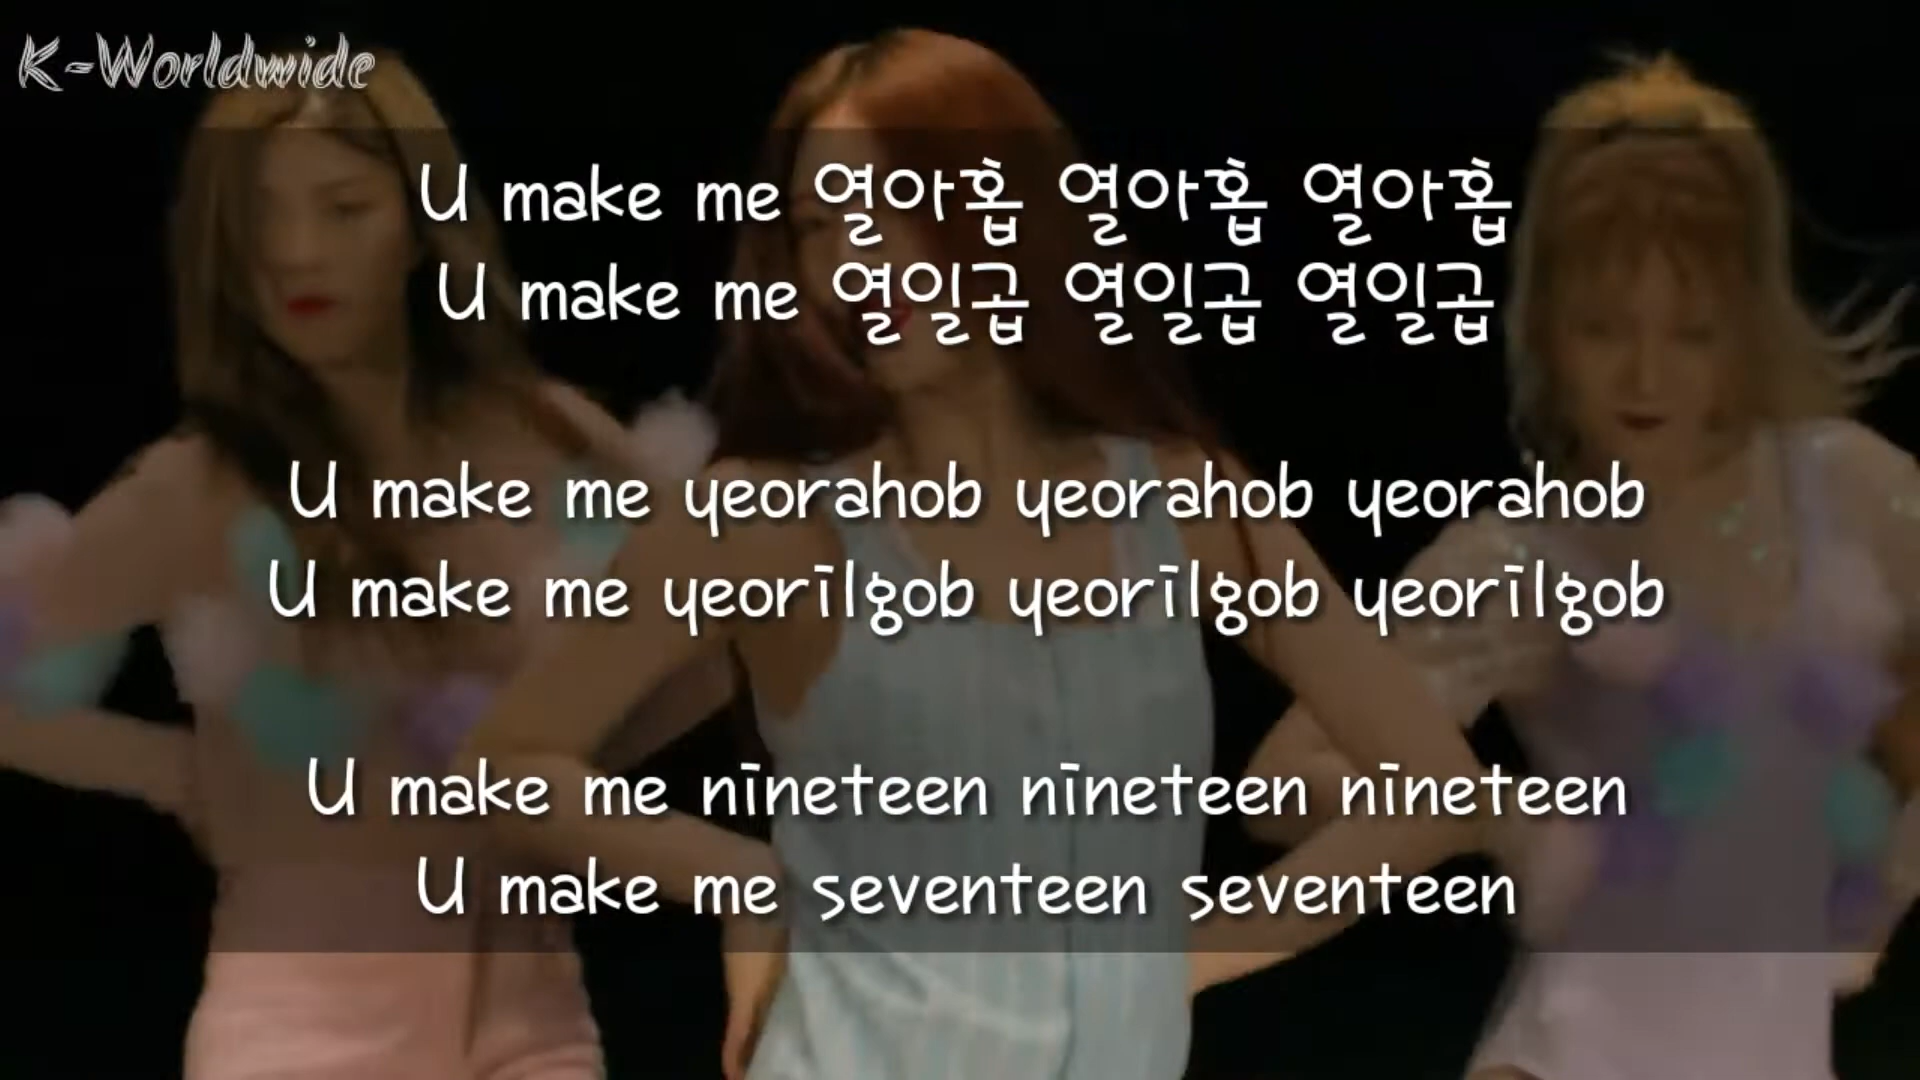 K-Worldwide
U make me 열아홉 열아홉 열아홉
U make me 열일곱 열일곱 열일곱
U make me yeorahob yeorahob yeorahob
U make me yeorilgob yeorilgob yeorilgob
U make me nineteen nineteen nineteen
U make me seventeen seventeen